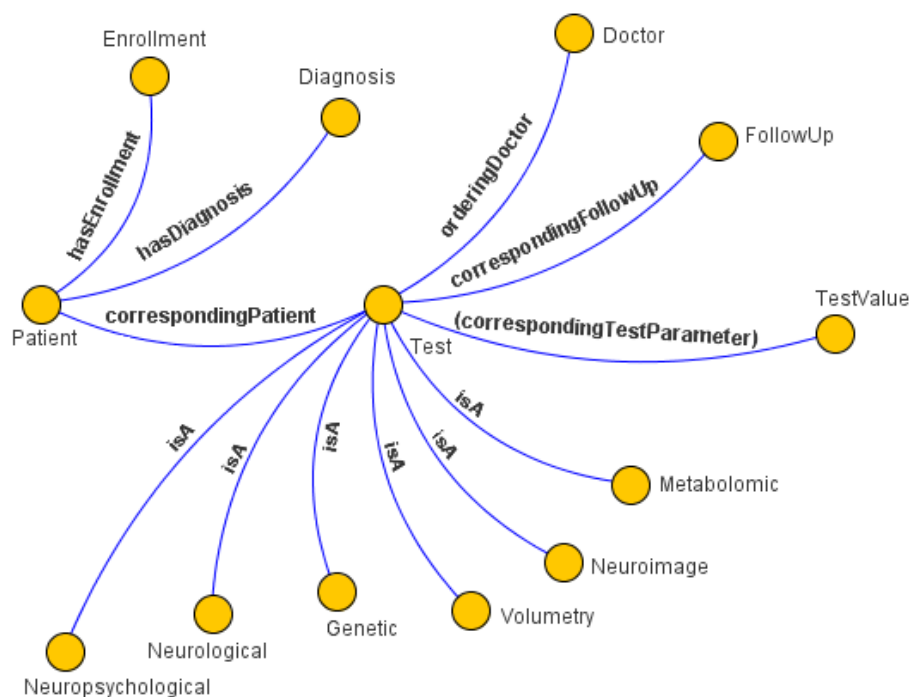 Enrollment
Doctor
Diagnosis
FollowUp
hasEnrollment
hasDiagnosis
orderingDoctor
correspondingFollowUp
TestValue
correspondingPatient
(correspondingTestParameter)
Patient
Test
isA
isA
isA
isA
isA
isA
Metabolomic
Neuroimage
Volumetry
Genetic
Neurological
Neuropsychological